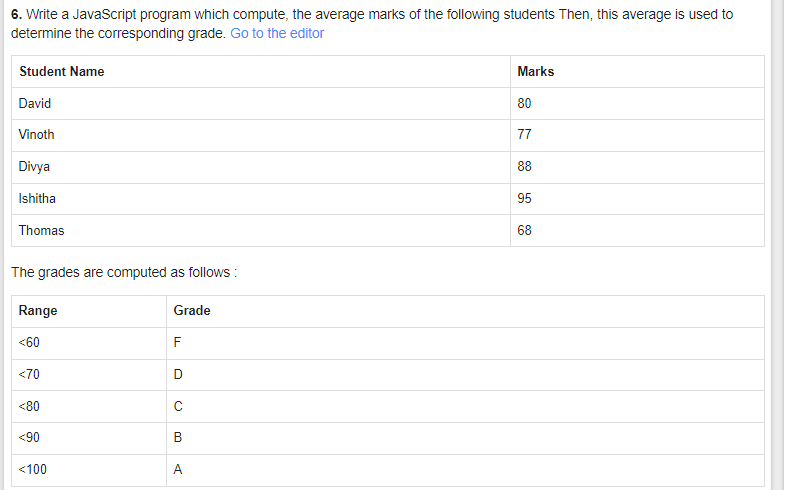 6. Write a JavaScript program which compute, the average marks of the following students Then, this average is used to
determine the corresponding grade. Go to the editor
Student Name Marks
David 80
Vinoth 77
Divya 88
Ishitha 95
Thomas 68
The grades are computed as follows :
Range Grade
<60 F
<70 D
<80 C
<90 B
<100 A